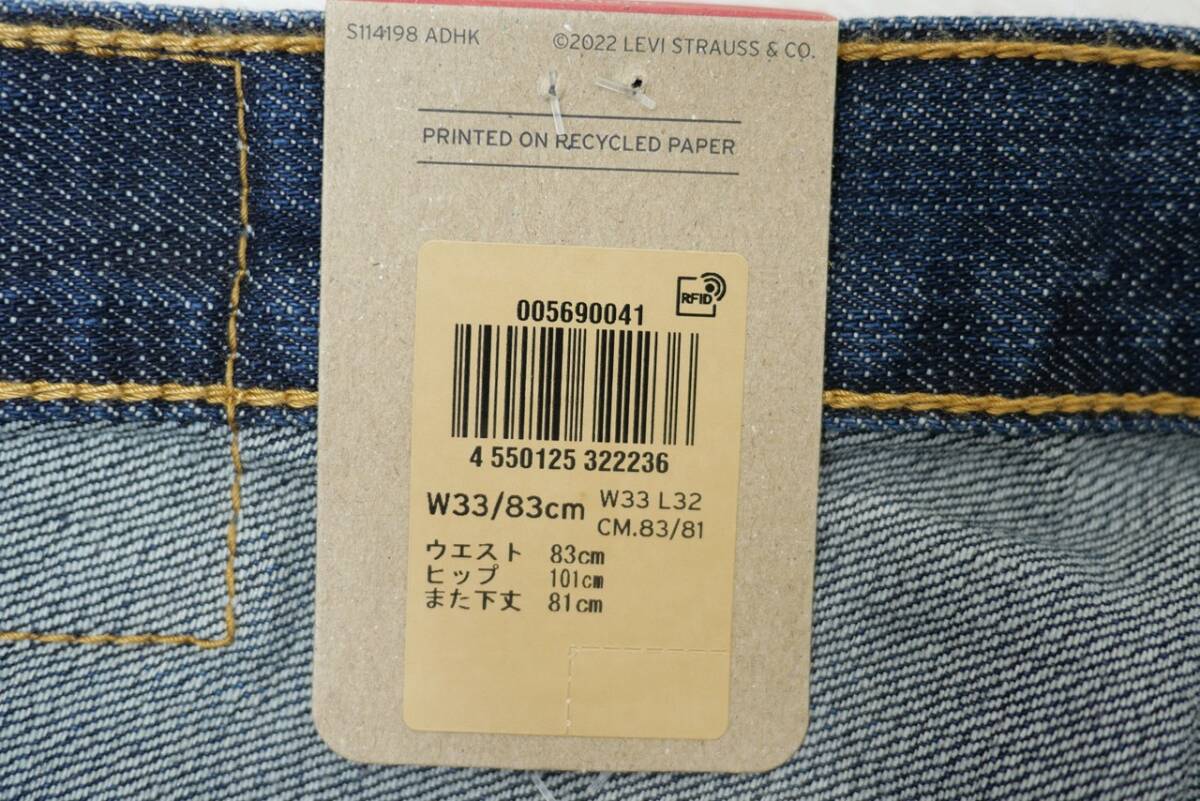 S114198 ADHK ©2022 LEVI STRAUSS & CO.
PRINTED ON RECYCLED PAPER
RFID
005690041
4 550125 322236
W33/83cm W33 L32
CM.83/81
ウエスト 83cm
ヒップ 101cm
また下丈 81cm